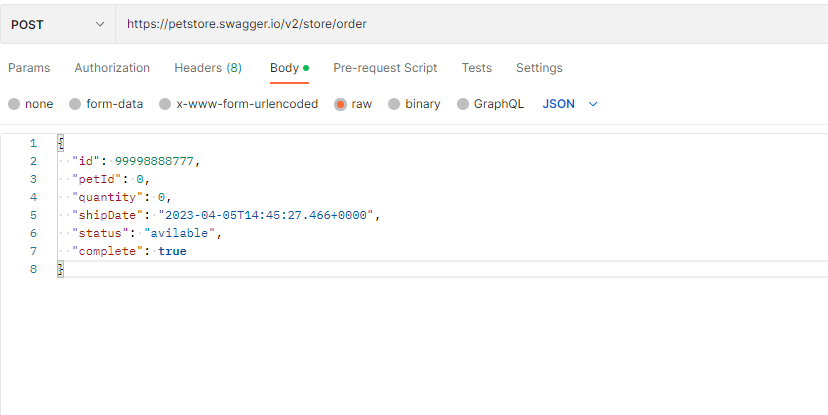 POST https://petstore.swagger.io/v2/store/order
Params Authorization Headers (8) Body Pre-request Script Tests Settings
none form-data x-www-form-urlencoded raw binary GraphQL JSON
1 {
2 "id": 99998888777,
3 "petId": 0,
4 "quantity": 0,
5 "shipDate": "2023-04-05T14:45:27.466+0000",
6 "status": "avilable",
7 "complete": true
8 }